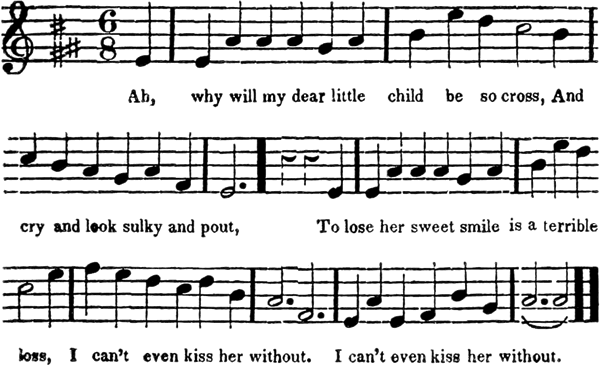 6
8
Ah, why will my dear little child be so cross, And
cry and look sulky and pout, To lose her sweet smile is a terrible
loss, I can't even kiss her without. I can't even kiss her without.